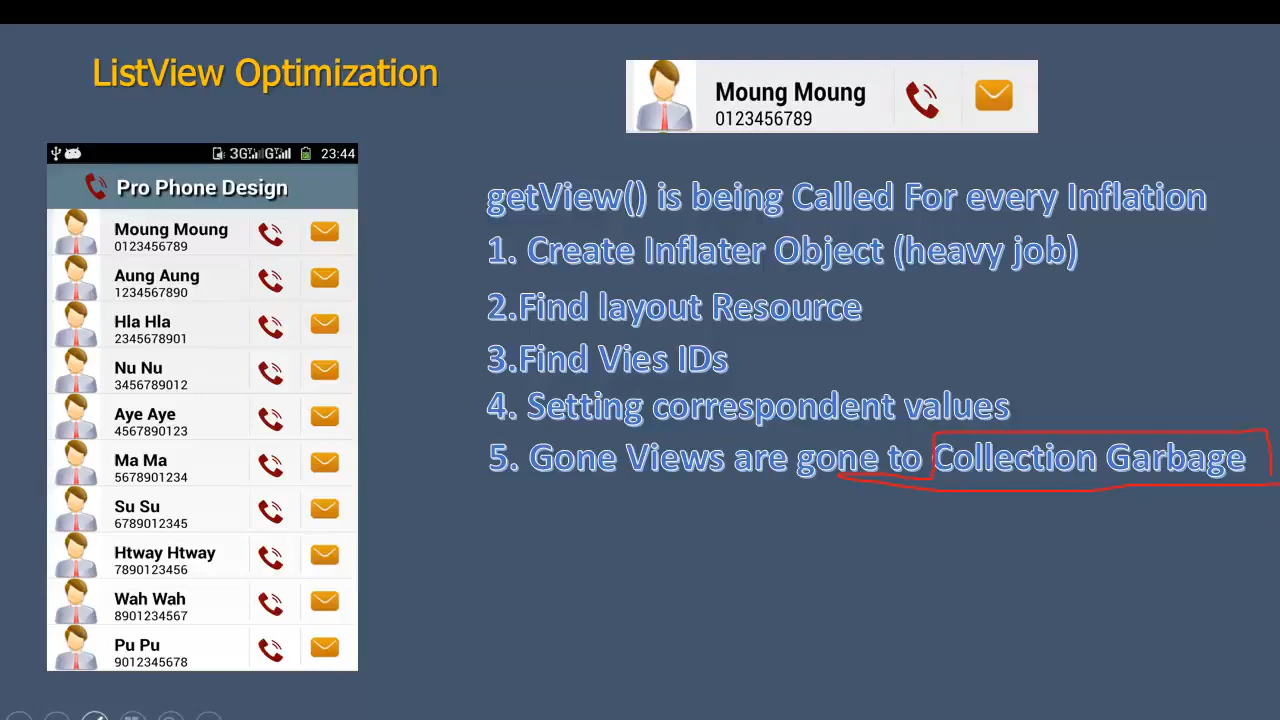 ListView Optimization
Moung Moung
0123456789
3G G 23:44
Pro Phone Design
Moung Moung
0123456789
Aung Aung
1234567890
Hla Hla
2345678901
Nu Nu
3456789012
Aye Aye
4567890123
Ma Ma
5678901234
Su Su
6789012345
Htway Htway
7890123456
Wah Wah
8901234567
Pu Pu
9012345678
getView() is being Called For every Inflation
1. Create Inflater Object (heavy job)
2.Find layout Resource
3.Find Vies IDs
4. Setting correspondent values
5. Gone Views are gone to Collection Garbage